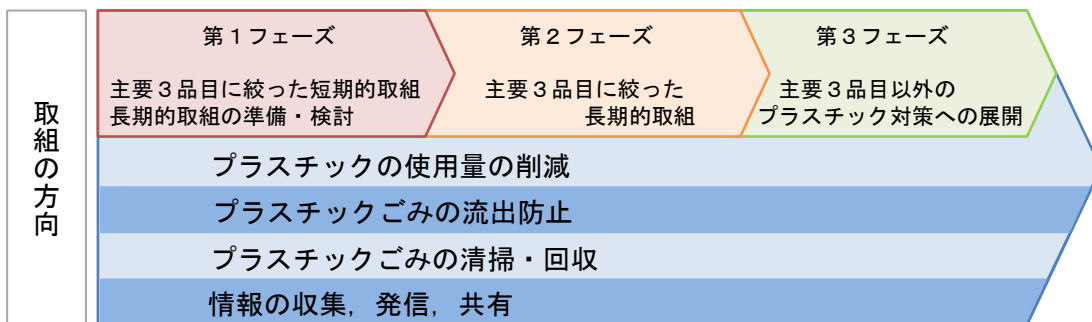 取組の方向
第１フェーズ
主要３品目に絞った短期的取組
長期的取組の準備・検討
第２フェーズ
主要３品目に絞った
長期的取組
第３フェーズ
主要３品目以外の
プラスチック対策への展開
プラスチックの使用量の削減
プラスチックごみの流出防止
プラスチックごみの清掃・回収
情報の収集，発信，共有